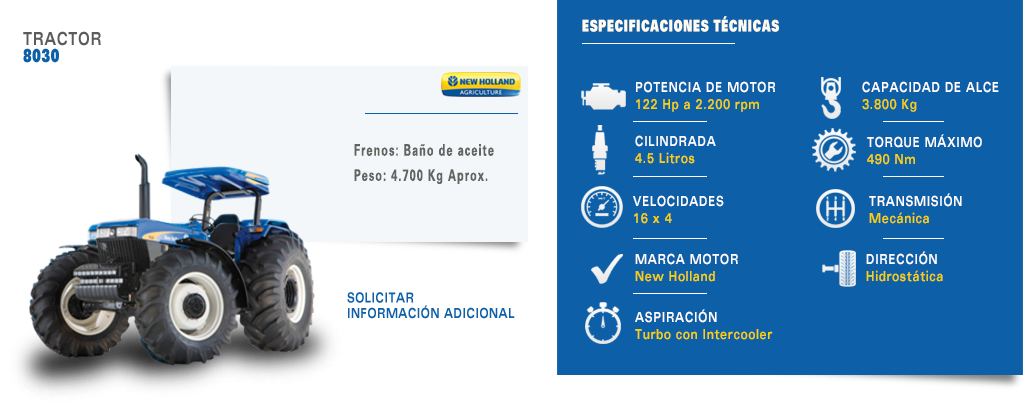 TRACTOR
8030
NEW HOLLAND
AGRICULTURE
Frenos: Baño de aceite
Peso: 4.700 Kg Aprox.
SOLICITAR
INFORMACIÓN ADICIONAL
ESPECIFICACIONES TÉCNICAS
POTENCIA DE MOTOR
122 Hp a 2.200 rpm
CILINDRADA
4.5 Litros
VELOCIDADES
16 x 4
MARCA MOTOR
New Holland
ASPIRACIÓN
Turbo con Intercooler
CAPACIDAD DE ALCE
3.800 Kg
TORQUE MÁXIMO
490 Nm
TRANSMISIÓN
Mecánica
DIRECCIÓN
Hidrostática